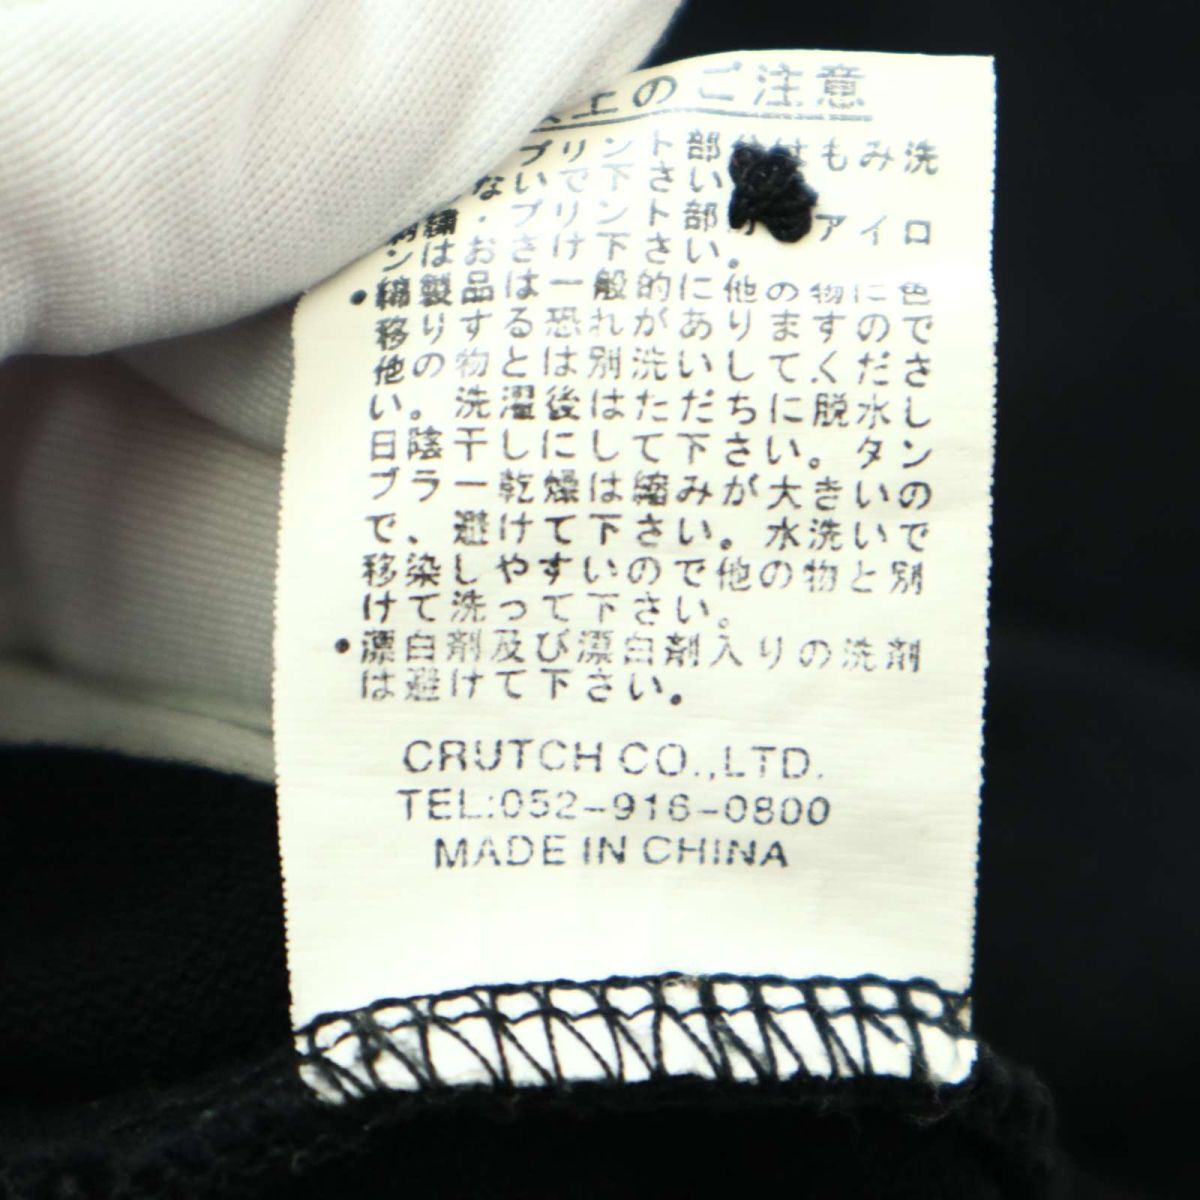 上のご注意
プリント部 はもみ洗
ないで下さい
繍・プリント部 アイロ
ンはおさけ下さい。
•綿製品は一般的に他の物に色
移りする恐れがありますので
他の物とは別洗いしてくださ
い。洗濯後はただちに脱水し
日陰干しにして下さい。タン
ブラー乾燥は縮みが大きいの
で、避けて下さい。水洗いで
移染しやすいので他の物と別
けて洗って下さい。
•漂白剤及び漂白剤入りの洗剤
は避けて下さい。
CRUTCH CO.,LTD.
TEL:052-916-0800
MADE IN CHINA